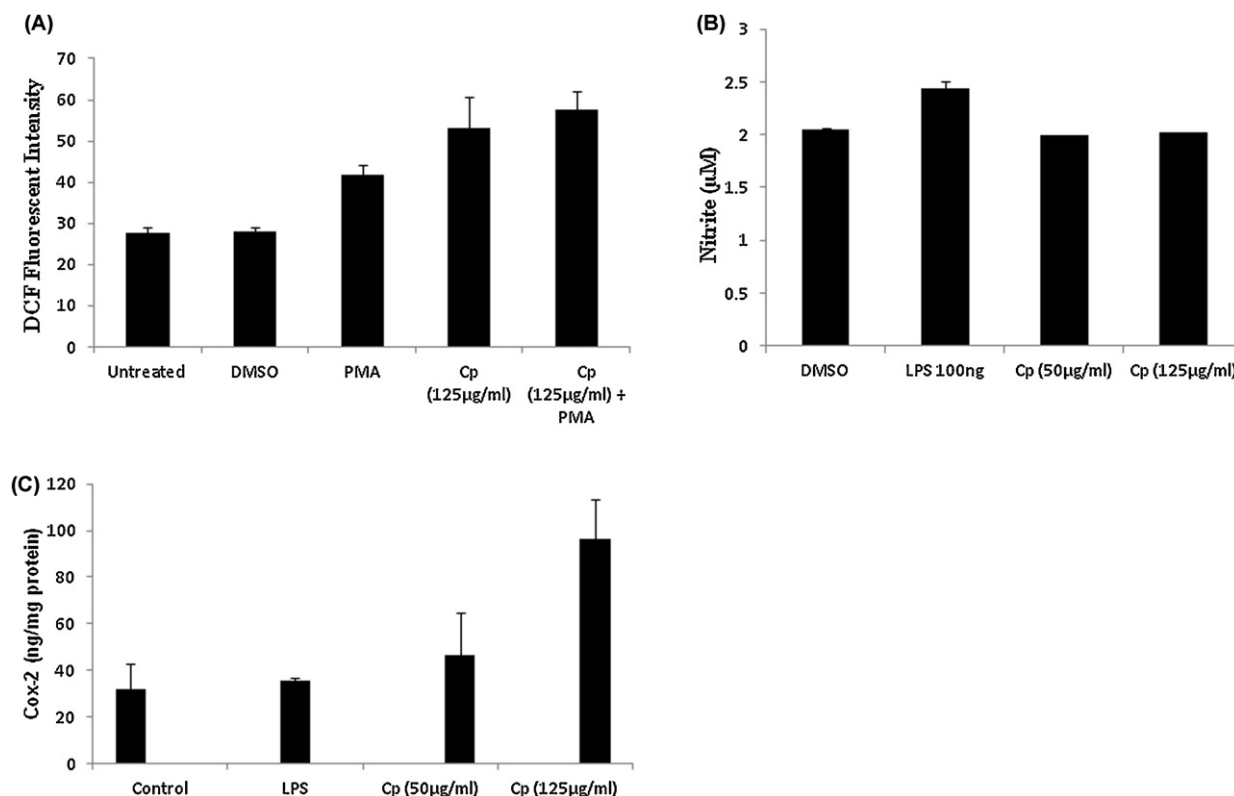 (A)
DCF Fluorescent Intensity
70
60
50
40
30
20
10
0
Untreated
DMSO
PMA
Cp
(125µg/ml)
Cp
(125µg/ml) +
PMA
(B)
Nitrite (µM)
3
2.5
2
1.5
1
0.5
0
DMSO
LPS 100ng
Cp (50µg/ml)
Cp (125µg/ml)
(C)
Cox-2 (ng/mg protein)
120
100
80
60
40
20
0
Control
LPS
Cp (50µg/ml)
Cp (125µg/ml)